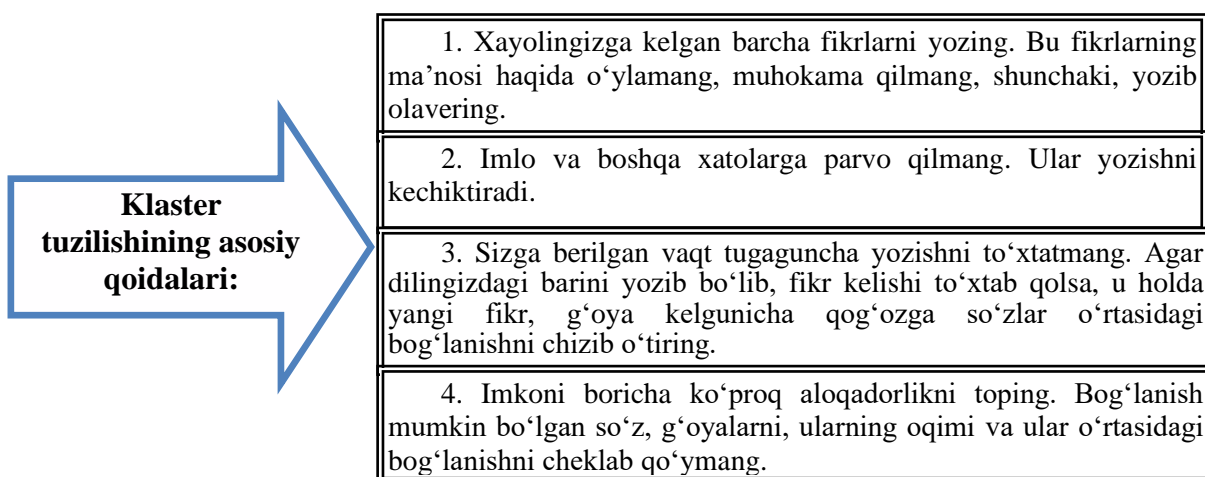 Klaster
tuzilishining asosiy
qoidalari:
1. Xayolingizga kelgan barcha fikrlarni yozing. Bu fikrlarning
ma’nosi haqida o‘ylamang, muhokama qilmang, shunchaki, yozib
olavering.
2. Imlo va boshqa xatolarga parvo qilmang. Ular yozishni
kechiktiradi.
3. Sizga berilgan vaqt tugaguncha yozishni to‘xtatmang. Agar
dilingizdagi barini yozib bo‘lib, fikr kelishi to‘xtab qolsa, u holda
yangi fikr, g‘oya kelgunicha qog‘ozga so‘zlar o‘rtasidagi
bog‘lanishni chizib o‘tiring.
4. Imkoni boricha ko‘proq aloqadorlikni toping. Bog‘lanish
mumkin bo‘lgan so‘z, g‘oyalarni, ularning oqimi va ular o‘rtasidagi
bog‘lanishni cheklab qo‘ymang.